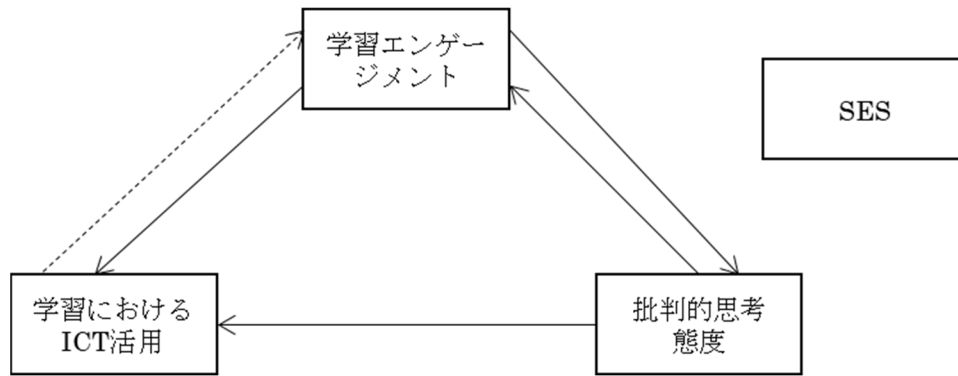 学習エンゲー
ジメント
SES
学習における
ICT活用
批判的思考
態度